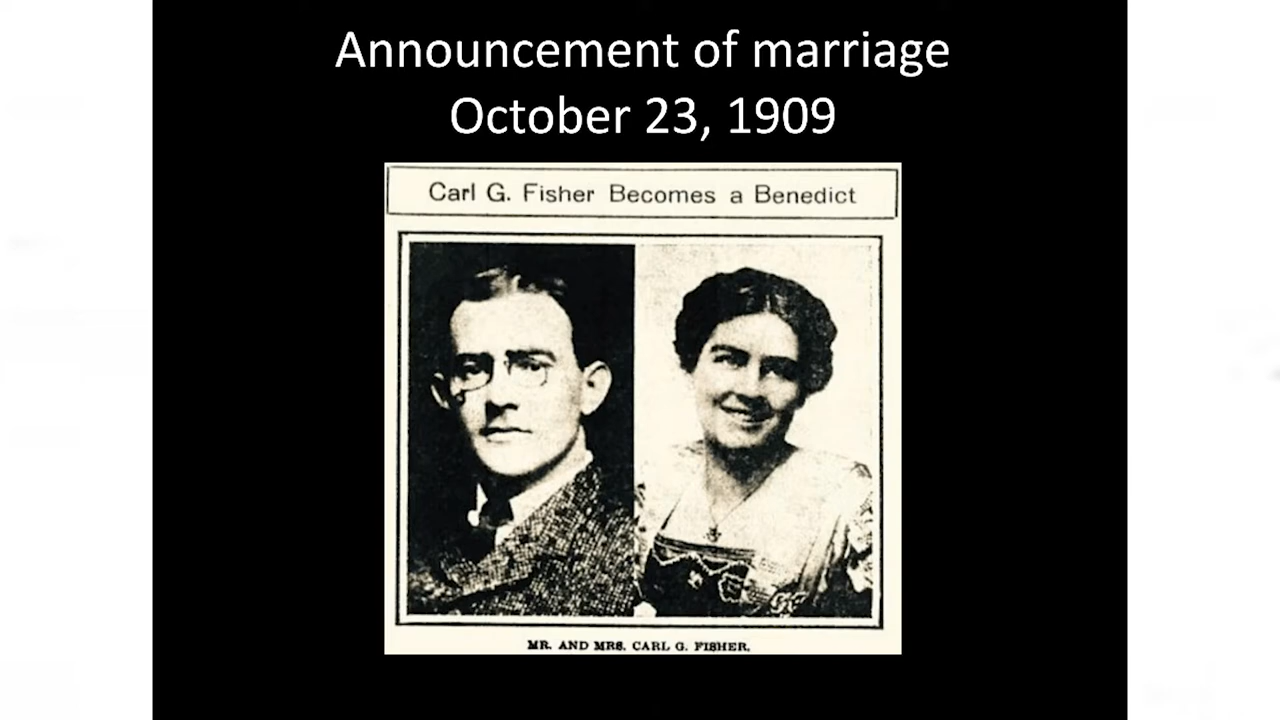 Announcement of marriage
October 23, 1909
Carl G. Fisher Becomes a Benedict
MR. AND MRS. CARL G. FISHER.